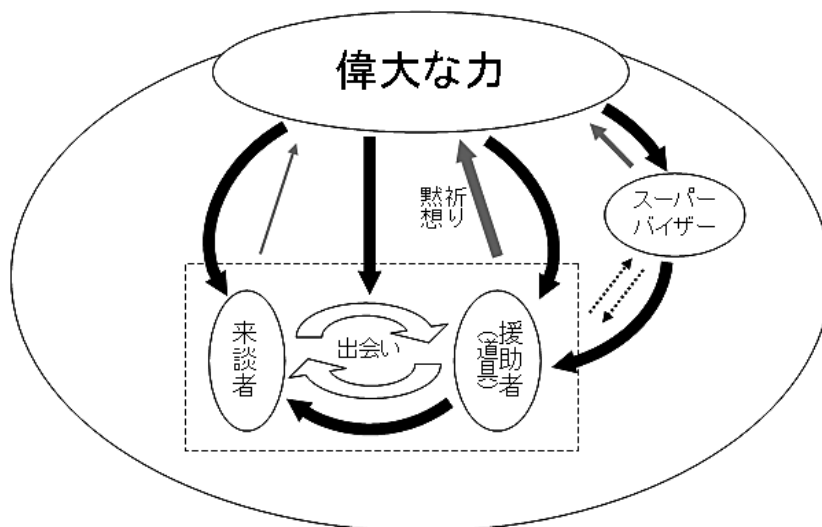 偉大な力
祈り
黙想
スーパー
バイザー
来談者
出会い
援助者
(道具)